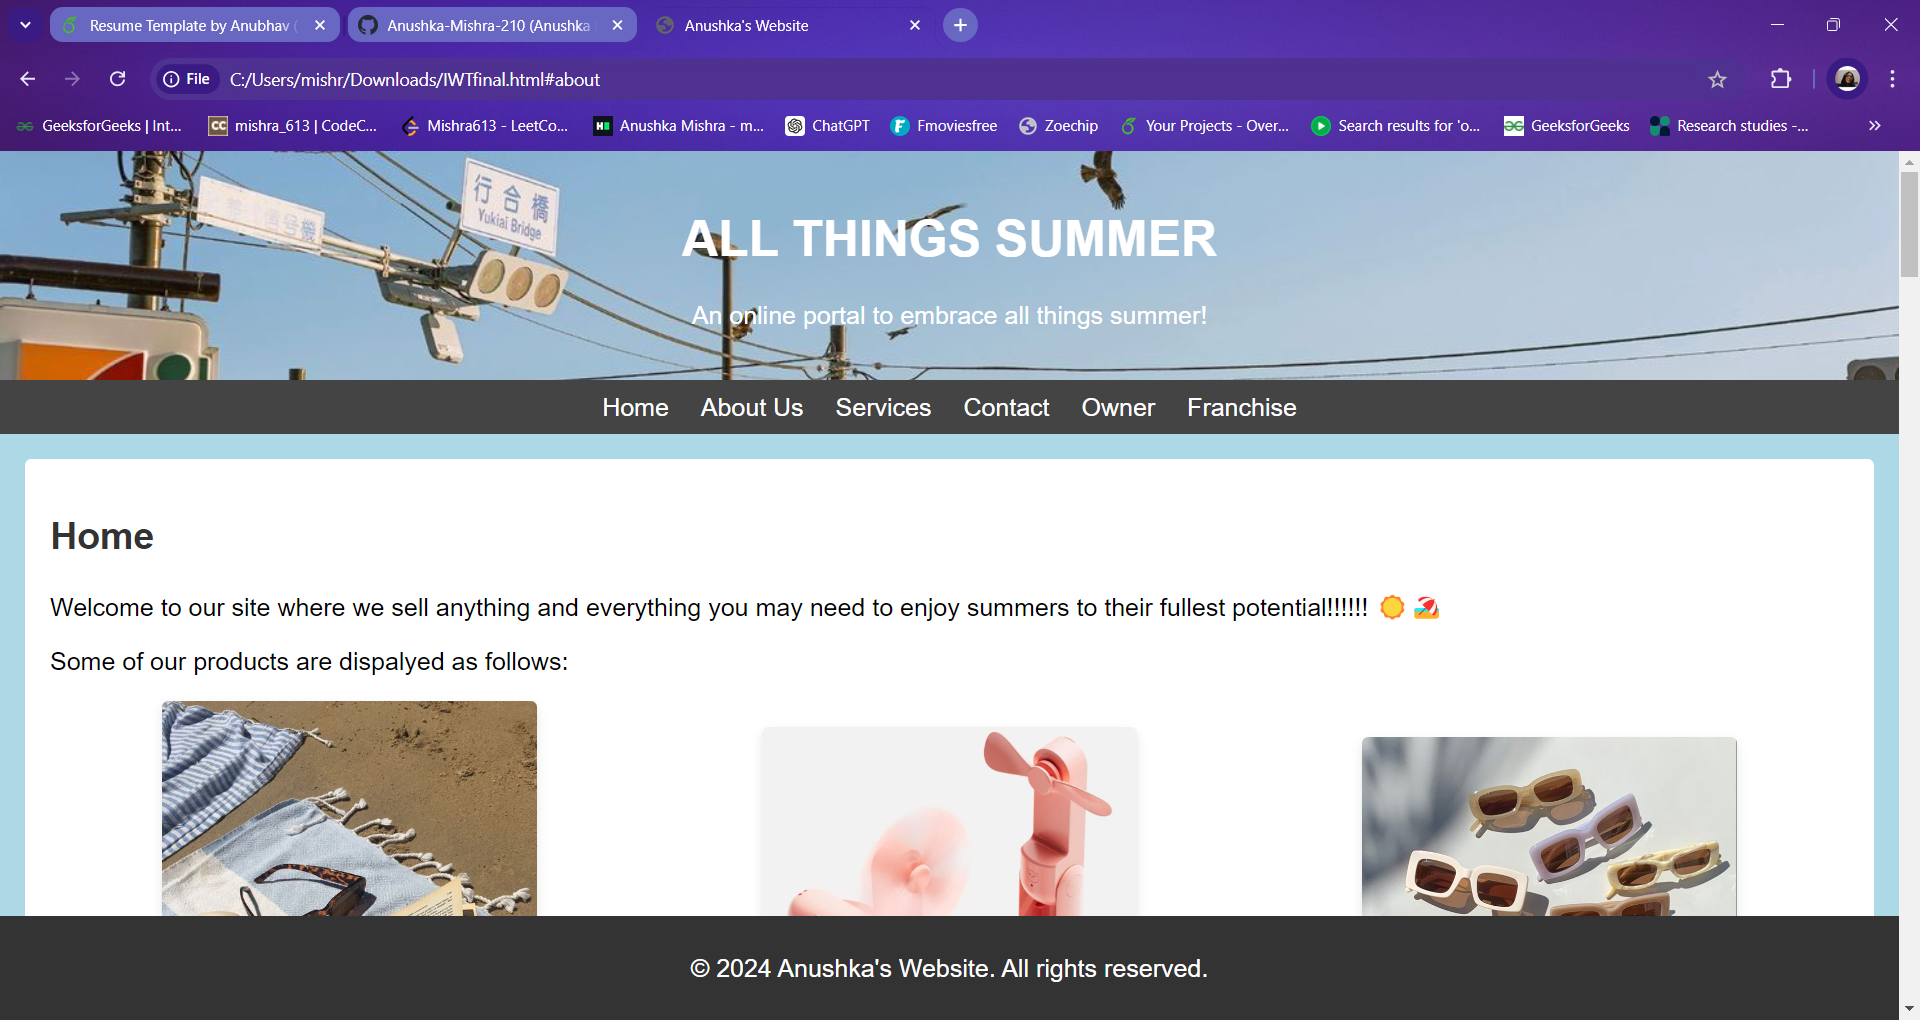 Resume Template by Anubhav (
Anushka-Mishra-210 (Anushka
Anushka's Website
File
C:/Users/mishr/Downloads/IWTfinal.html#about
GeeksforGeeks | Int...
CC
mishra_613 | CodeC...
Mishra613 - LeetCo...
H
Anushka Mishra - m...
ChatGPT
F
Fmoviesfree
Zoechip
Your Projects - Over...
Search results for 'o...
GeeksforGeeks
Research studies -...
行合橋
Yukiai Bridge
ALL THINGS SUMMER
An online portal to embrace all things summer!
Home About Us Services Contact Owner Franchise
Home
Welcome to our site where we sell anything and everything you may need to enjoy summers to their fullest potential!!!!!! ☀️ 🏖️
Some of our products are dispalyed as follows:
© 2024 Anushka's Website. All rights reserved.